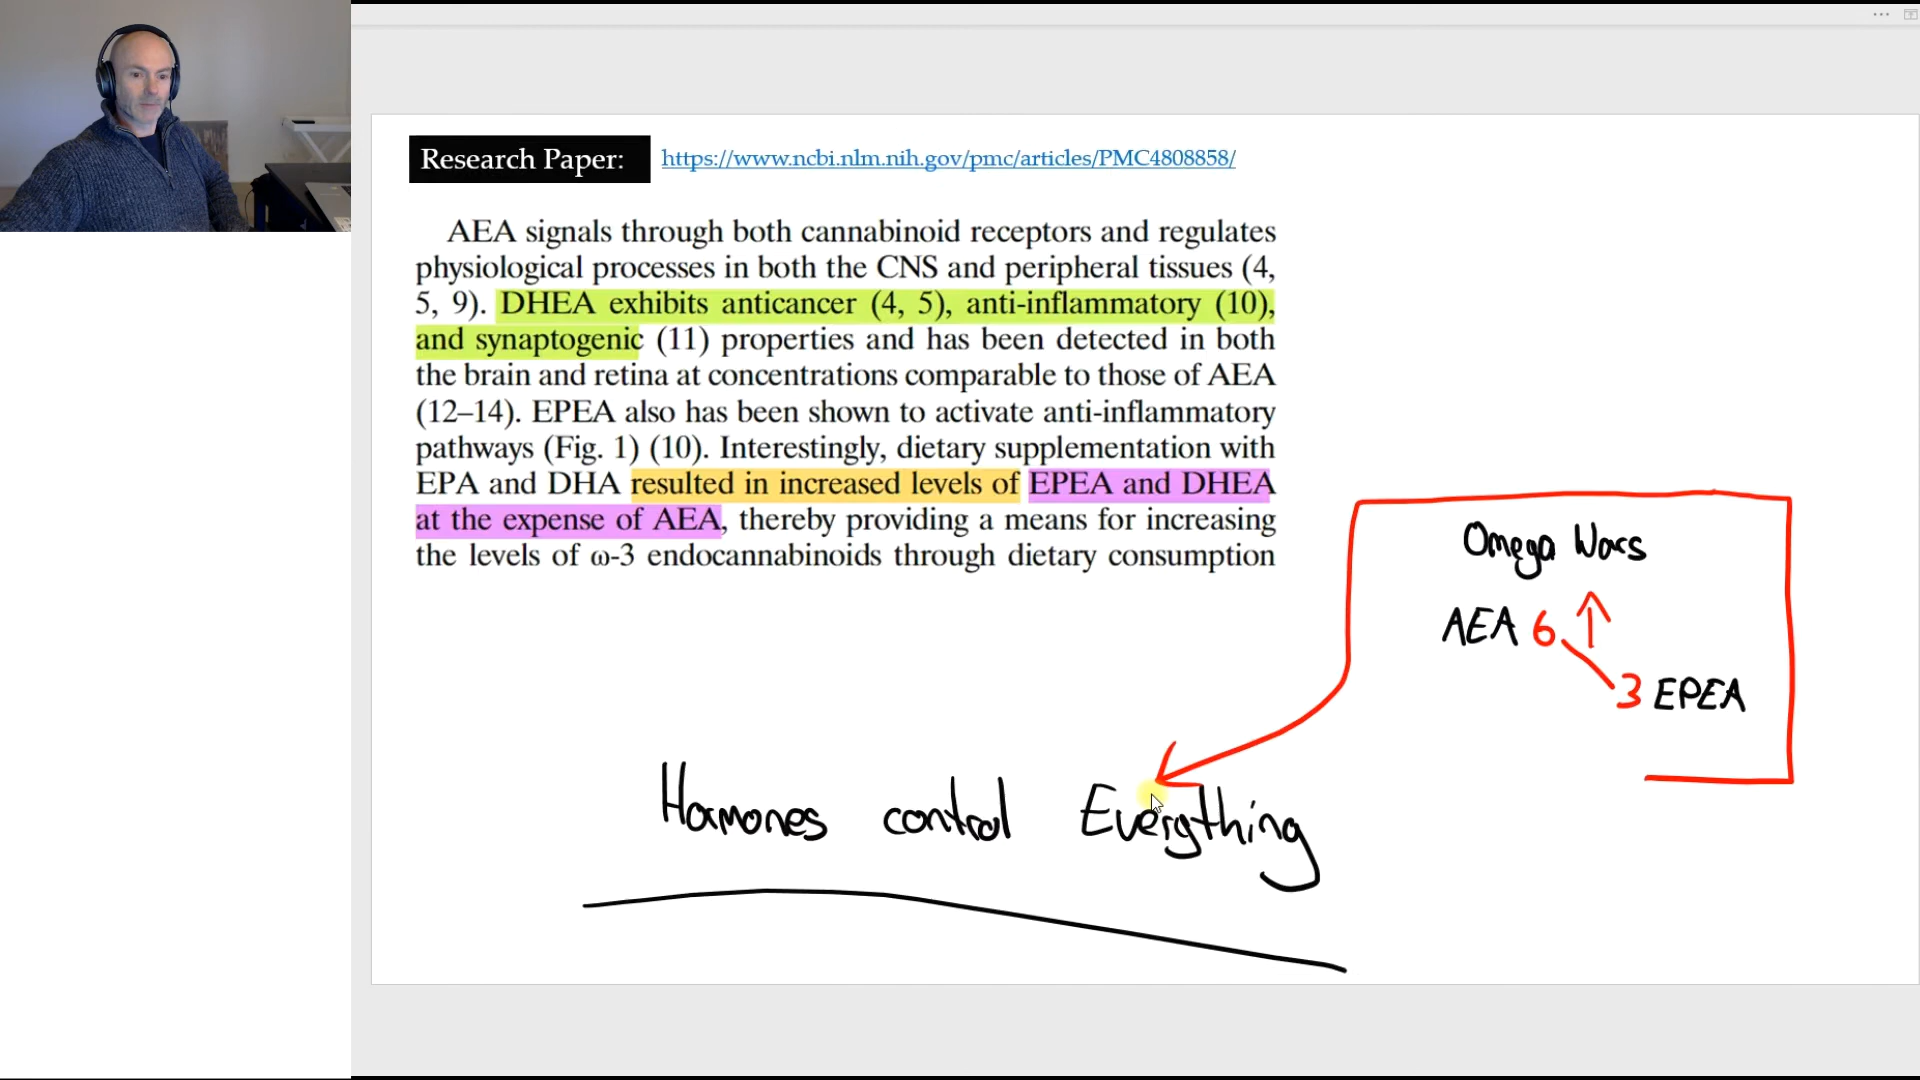 Research Paper: https://www.ncbi.nlm.nih.gov/pmc/articles/PMC4808858/
AEA signals through both cannabinoid receptors and regulates
physiological processes in both the CNS and peripheral tissues (4,
5, 9). DHEA exhibits anticancer (4, 5), anti-inflammatory (10),
and synaptogenic (11) properties and has been detected in both
the brain and retina at concentrations comparable to those of AEA
(12–14). EPEA also has been shown to activate anti-inflammatory
pathways (Fig. 1) (10). Interestingly, dietary supplementation with
EPA and DHA resulted in increased levels of EPEA and DHEA
at the expense of AEA, thereby providing a means for increasing
the levels of ω-3 endocannabinoids through dietary consumption
Omega Wars
AEA 6
3 EPEA
Hormones control Everything